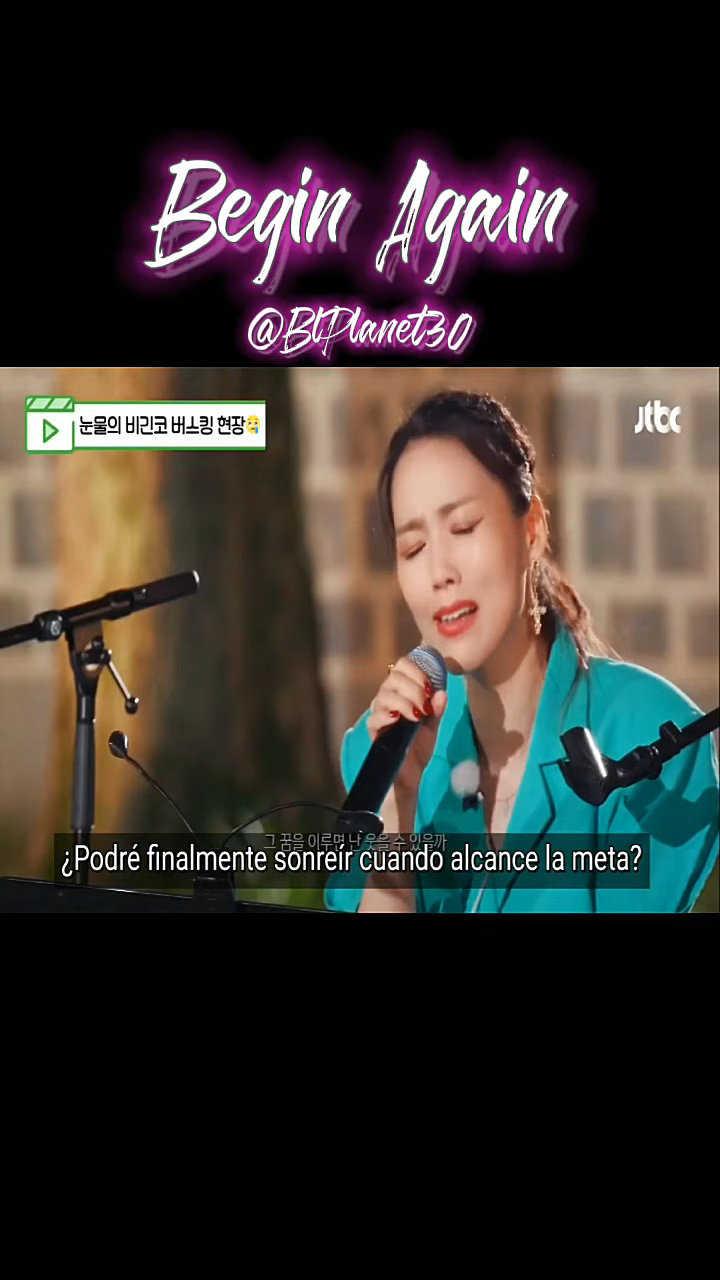 Begin Again
@BlPlanet30
눈물의 비긴코 버스킹 현장😢
jtbc
그 꿈을 이루면 난 웃을 수 있을까
¿Podré finalmente sonreír cuando alcance la meta?